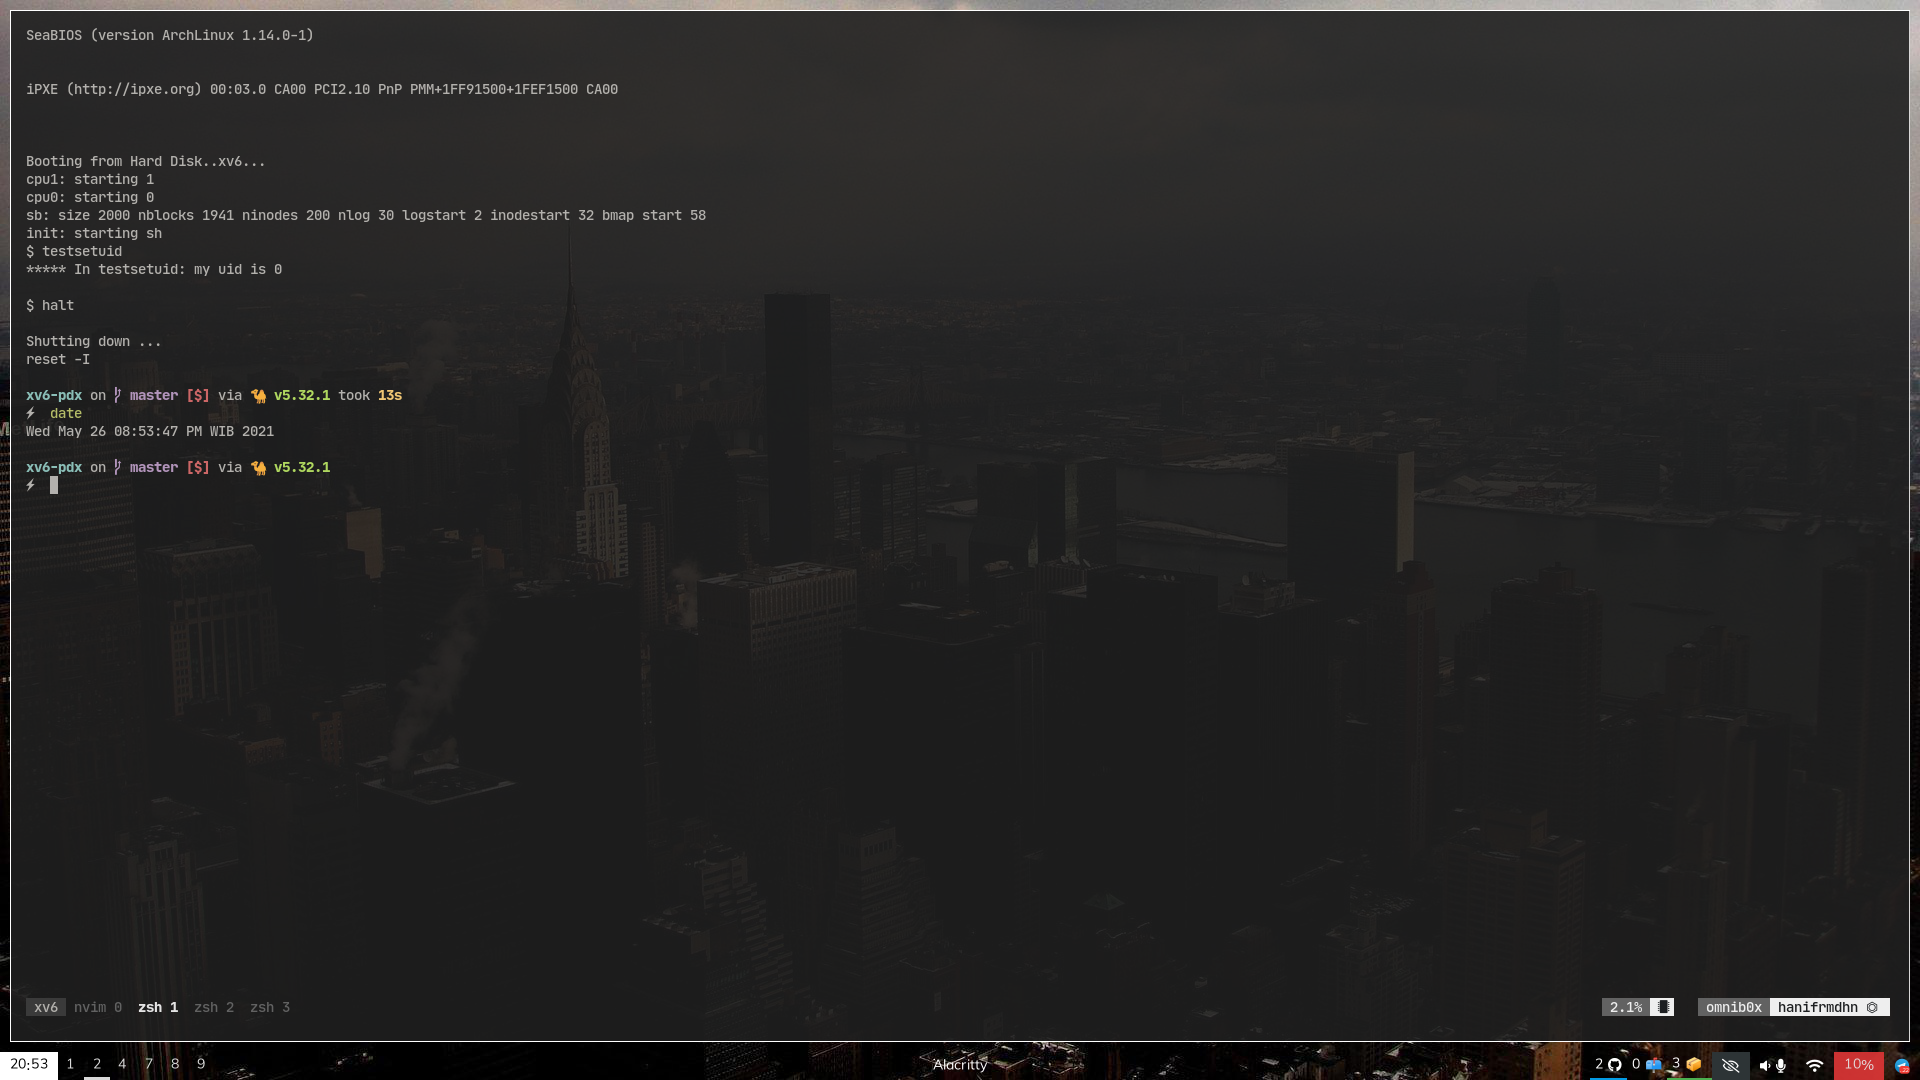 SeaBIOS (version ArchLinux 1.14.0-1)
iPXE (http://ipxe.org) 00:03.0 CA00 PCI2.10 PnP PMM+1FF91500+1FEF1500 CA00
Booting from Hard Disk..xv6...
cpu1: starting 1
cpu0: starting 0
sb: size 2000 nblocks 1941 ninodes 200 nlog 30 logstart 2 inodestart 32 bmap start 58
init: starting sh
$ testsetuid
***** In testsetuid: my uid is 0
$ halt
Shutting down ...
reset -I
xv6-pdx on master [$] via v5.32.1 took 13s
date
Wed May 26 08:53:47 PM WIB 2021
xv6-pdx on master [$] via v5.32.1
xv6 nvim 0 zsh 1 zsh 2 zsh 3
2.1% omnib0x hanifrmdhn
20:53 1 2 4 7 8 9 Alacritty 2 0 3 10%